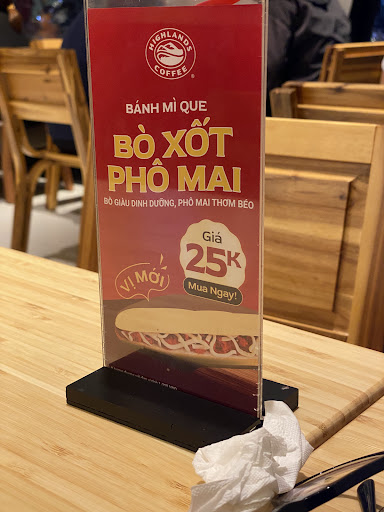 HIGHLANDS
COFFEE
®
BÁNH MÌ QUE
BÒ XỐT
PHÔ MAI
BÒ GIÀU DINH DƯỠNG, PHÔ MAI THƠM BÉO
Giá
25K
Mua Ngay!
VỊ MỚI